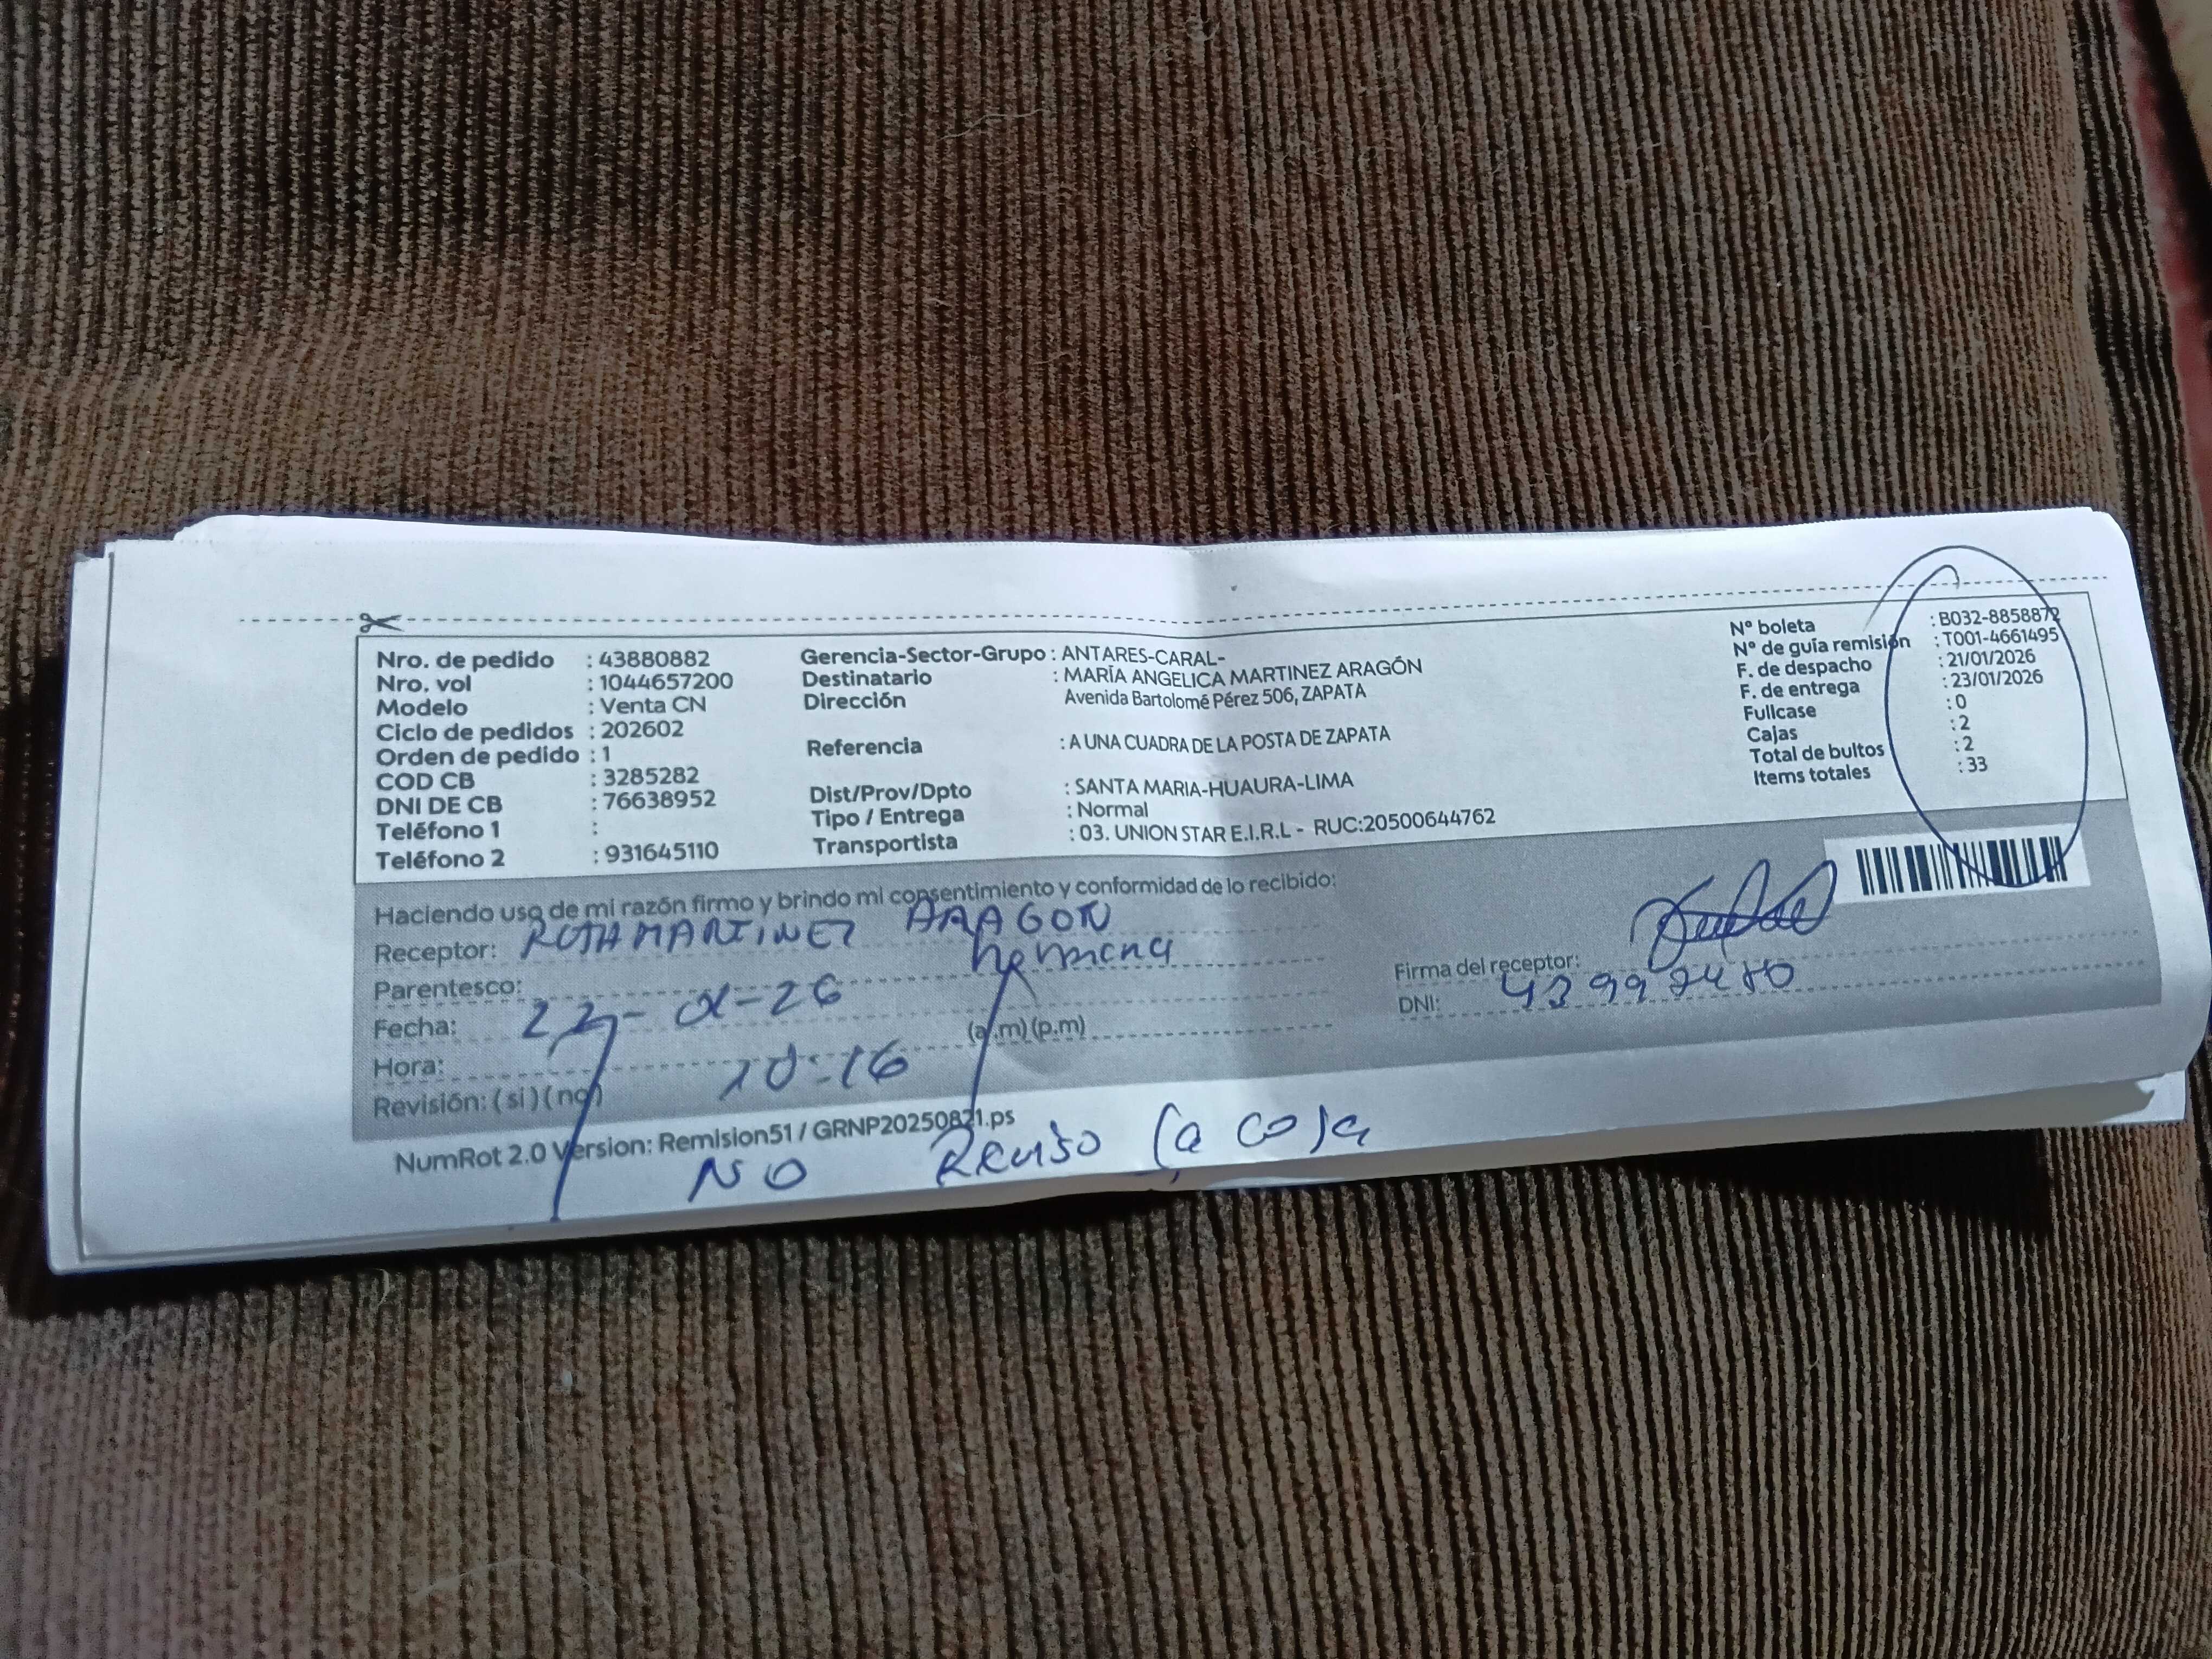 Nro. de pedido : 43880882
Nro. vol : 1044657200
Modelo : Venta CN
Ciclo de pedidos : 202602
Orden de pedido : 1
COD CB : 3285282
DNI DE CB : 76638952
Teléfono 1 :
Teléfono 2 : 931645110
Gerencia-Sector-Grupo : ANTARES-CARAL-
Destinatario : MARÍA ANGELICA MARTINEZ ARAGÓN
Dirección Avenida Bartolomé Pérez 506, ZAPATA
Referencia : A UNA CUADRA DE LA POSTA DE ZAPATA
Dist/Prov/Dpto : SANTA MARIA-HUAURA-LIMA
Tipo / Entrega : Normal
Transportista : 03. UNION STAR E.I.R.L - RUC:20500644762
N° boleta : B032-8858872
N° de guía remisión : T001-4661495
F. de despacho : 21/01/2026
F. de entrega : 23/01/2026
Fullcase : 0
Cajas : 2
Total de bultos : 2
Items totales : 33
Haciendo uso de mi razón firmo y brindo mi consentimiento y conformidad de lo recibido:
Receptor: RUTH MARTINEZ ARAGON
Parentesco: hermana
Fecha:
Hora: 10:16 (a.m)(p.m)
Revisión: (si)(no)
Firma del receptor:
DNI:
NumRot 2.0 Version: Remision51 / GRNP20250821.ps
NO Reviso la caja